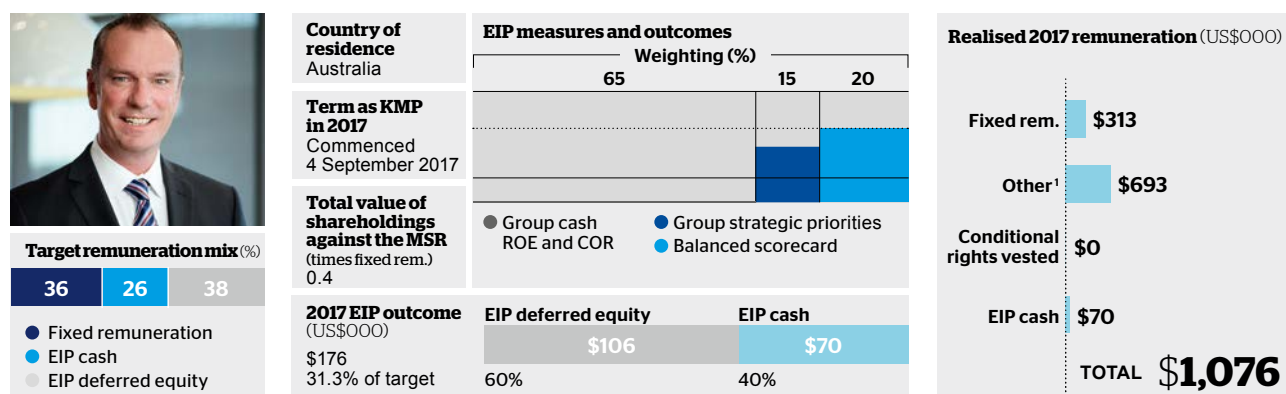 Target remuneration mix (%)
36 26 38
Fixed remuneration
EIP cash
EIP deferred equity
Country of
residence
Australia
Term as KMP
in 2017
Commenced
4 September 2017
Total value of
shareholdings
against the MSR
(times fixed rem.)
0.4
EIP measures and outcomes
Weighting (%)
65 15 20
Group cash
ROE and COR
Group strategic priorities
Balanced scorecard
2017 EIP outcome
(US$000)
$176
31.3% of target
EIP deferred equity EIP cash
$106 $70
60% 40%
Realised 2017 remuneration (US$000)
Fixed rem. $313
Other¹ $693
Conditional
rights vested $0
EIP cash $70
TOTAL $1,076